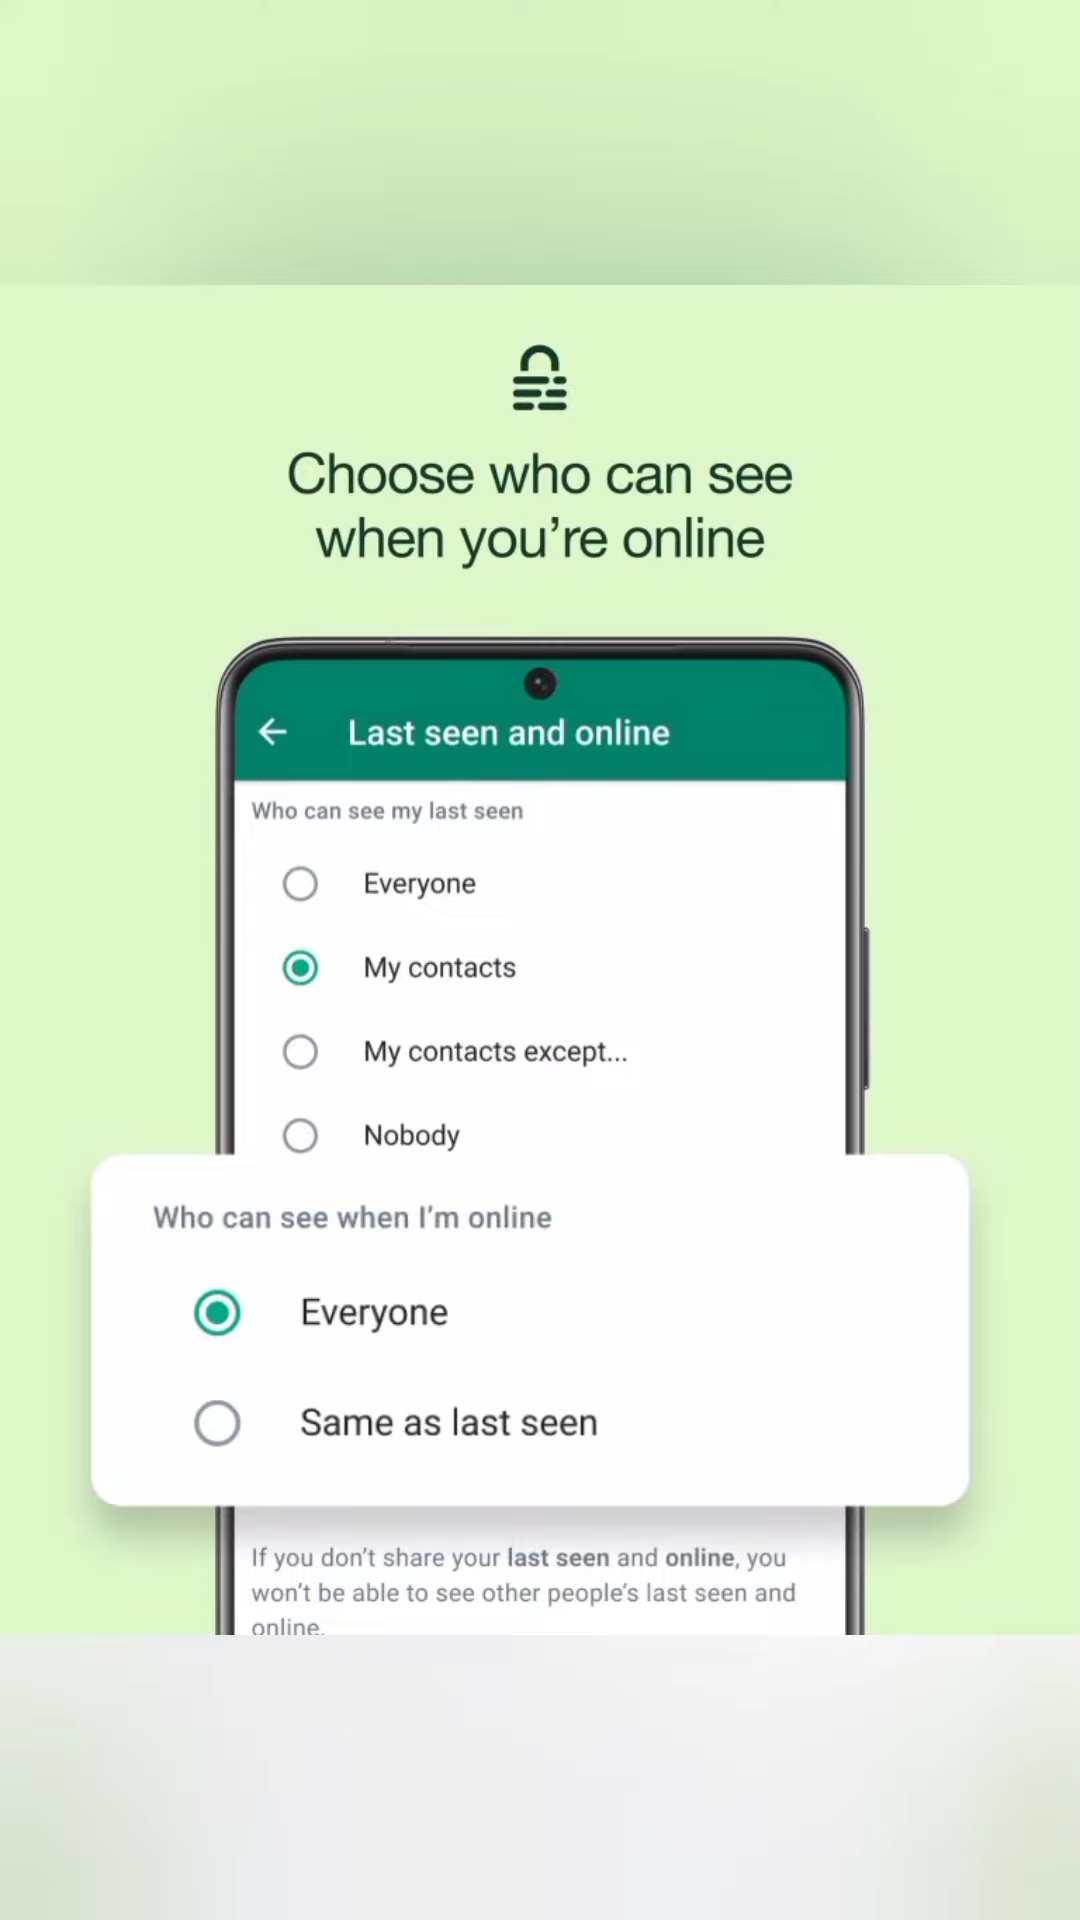 Choose who can see
when you’re online
Last seen and online
Who can see my last seen
Everyone
My contacts
My contacts except...
Nobody
Who can see when I’m online
Everyone
Same as last seen
If you don’t share your last seen and online, you
won’t be able to see other people’s last seen and
online.